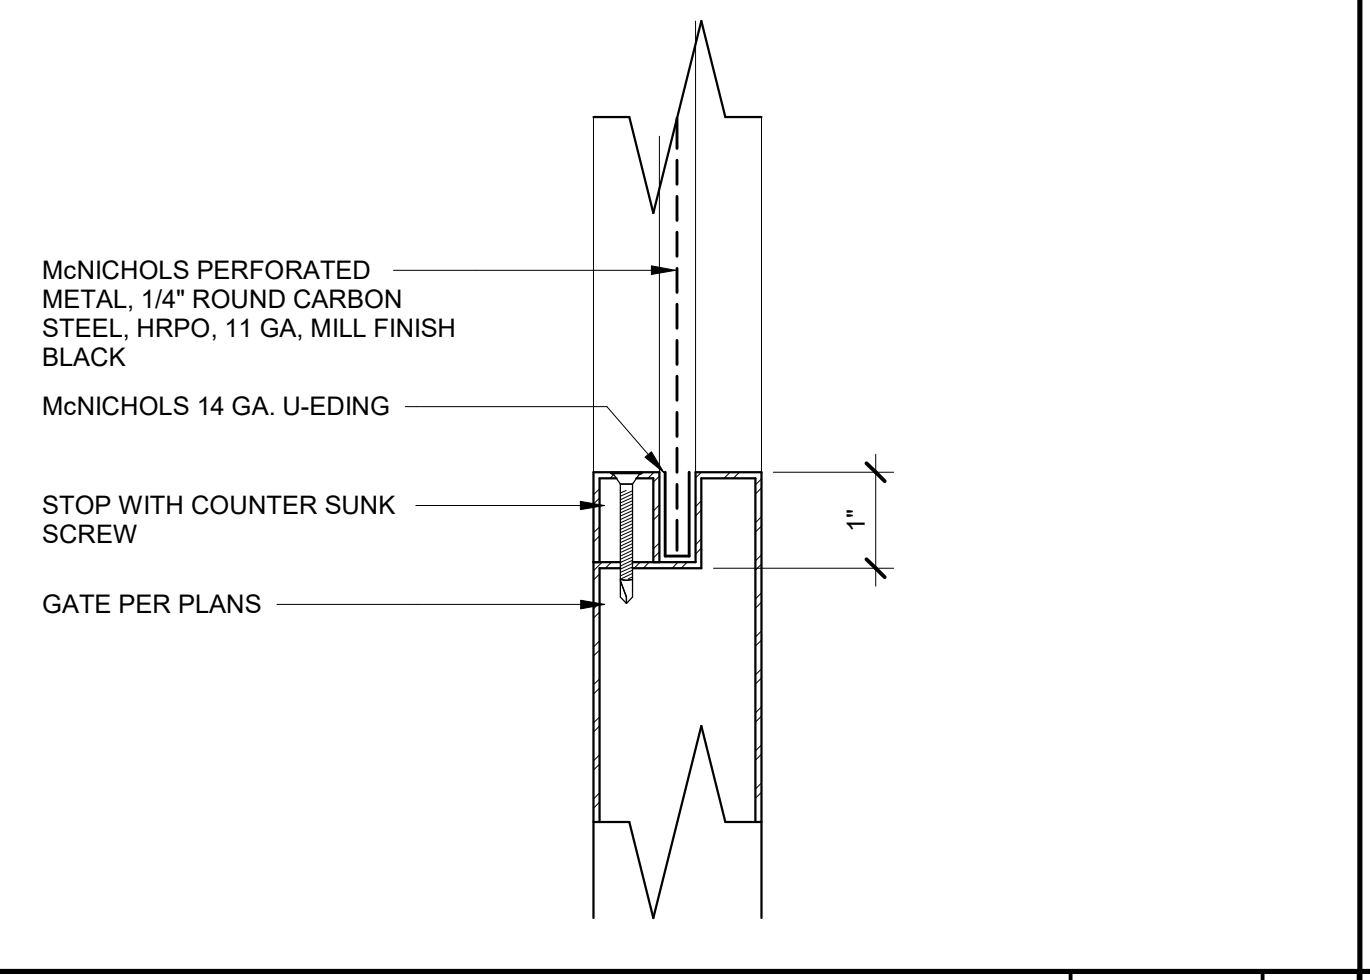 McNICHOLS PERFORATED
METAL, 1/4" ROUND CARBON
STEEL, HRPO, 11 GA, MILL FINISH
BLACK
McNICHOLS 14 GA. U-EDING
STOP WITH COUNTER SUNK
SCREW
GATE PER PLANS
1"